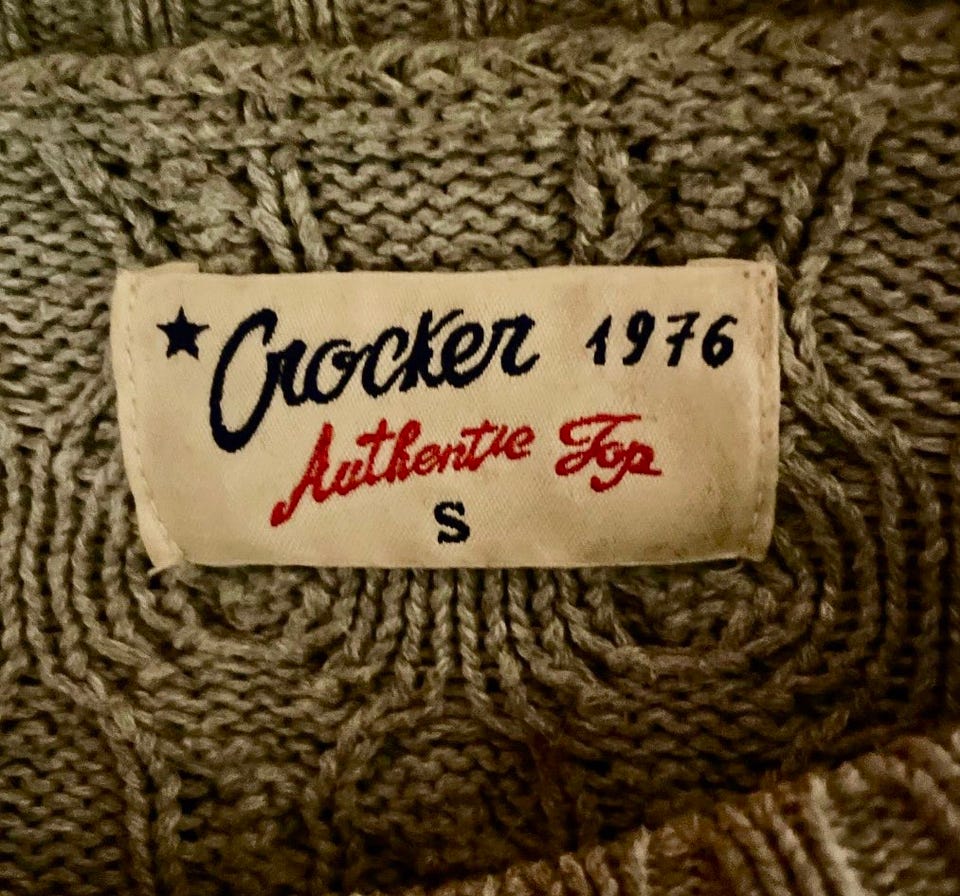 Crocker 1976
Authentic Top
S